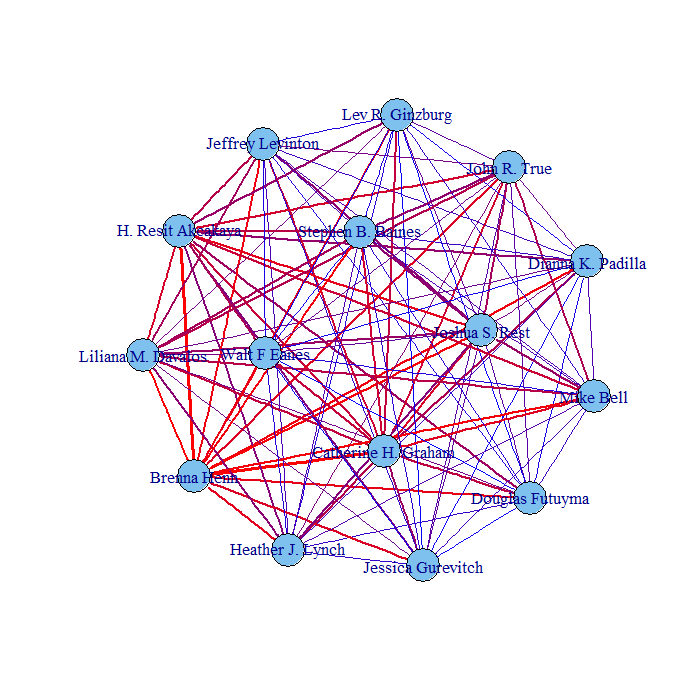 Lev R. Ginzburg
Jeffrey Levinton
John R. True
H. Resit Akcakaya
Stephen B. Baines
Dianna K. Padilla
Joshua S. Rest
Liliana M. Davalos
Walt F Eanes
Mike Bell
Catherine H. Graham
Brenna Henn
Douglas Futuyma
Heather J. Lynch
Jessica Gurevitch